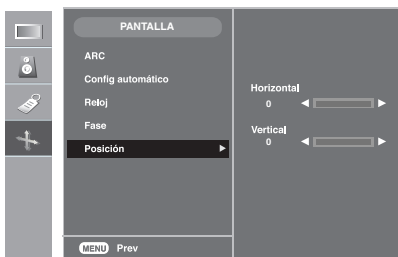 PANTALLA
ARC
Config automático
Reloj
Fase
Posición
Horizontal
0
Vertical
0
MENU Prev